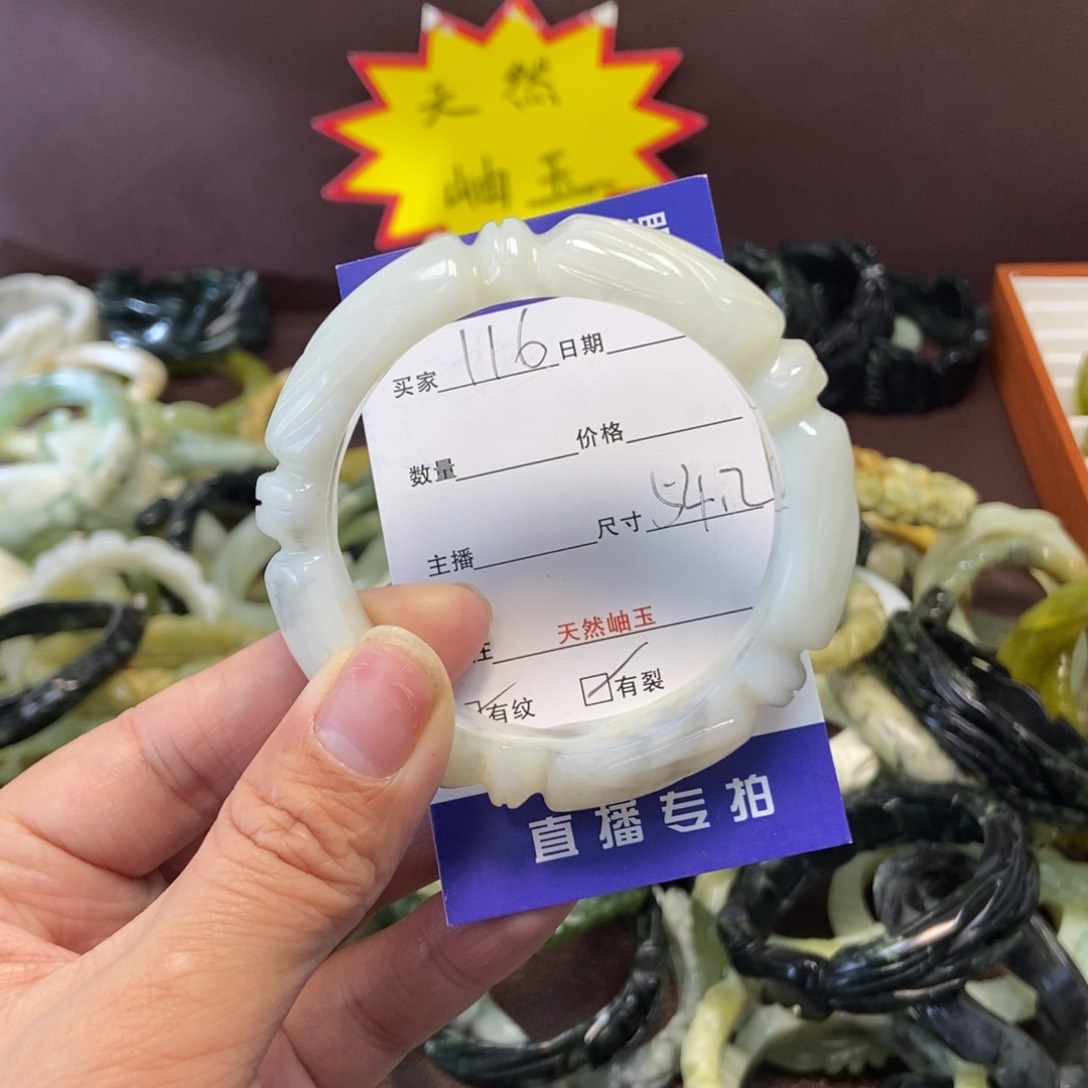 天然
岫玉
买家 116 日期
数量 价格
主播 尺寸 54.2
天然岫玉
有纹 有裂
直播专拍